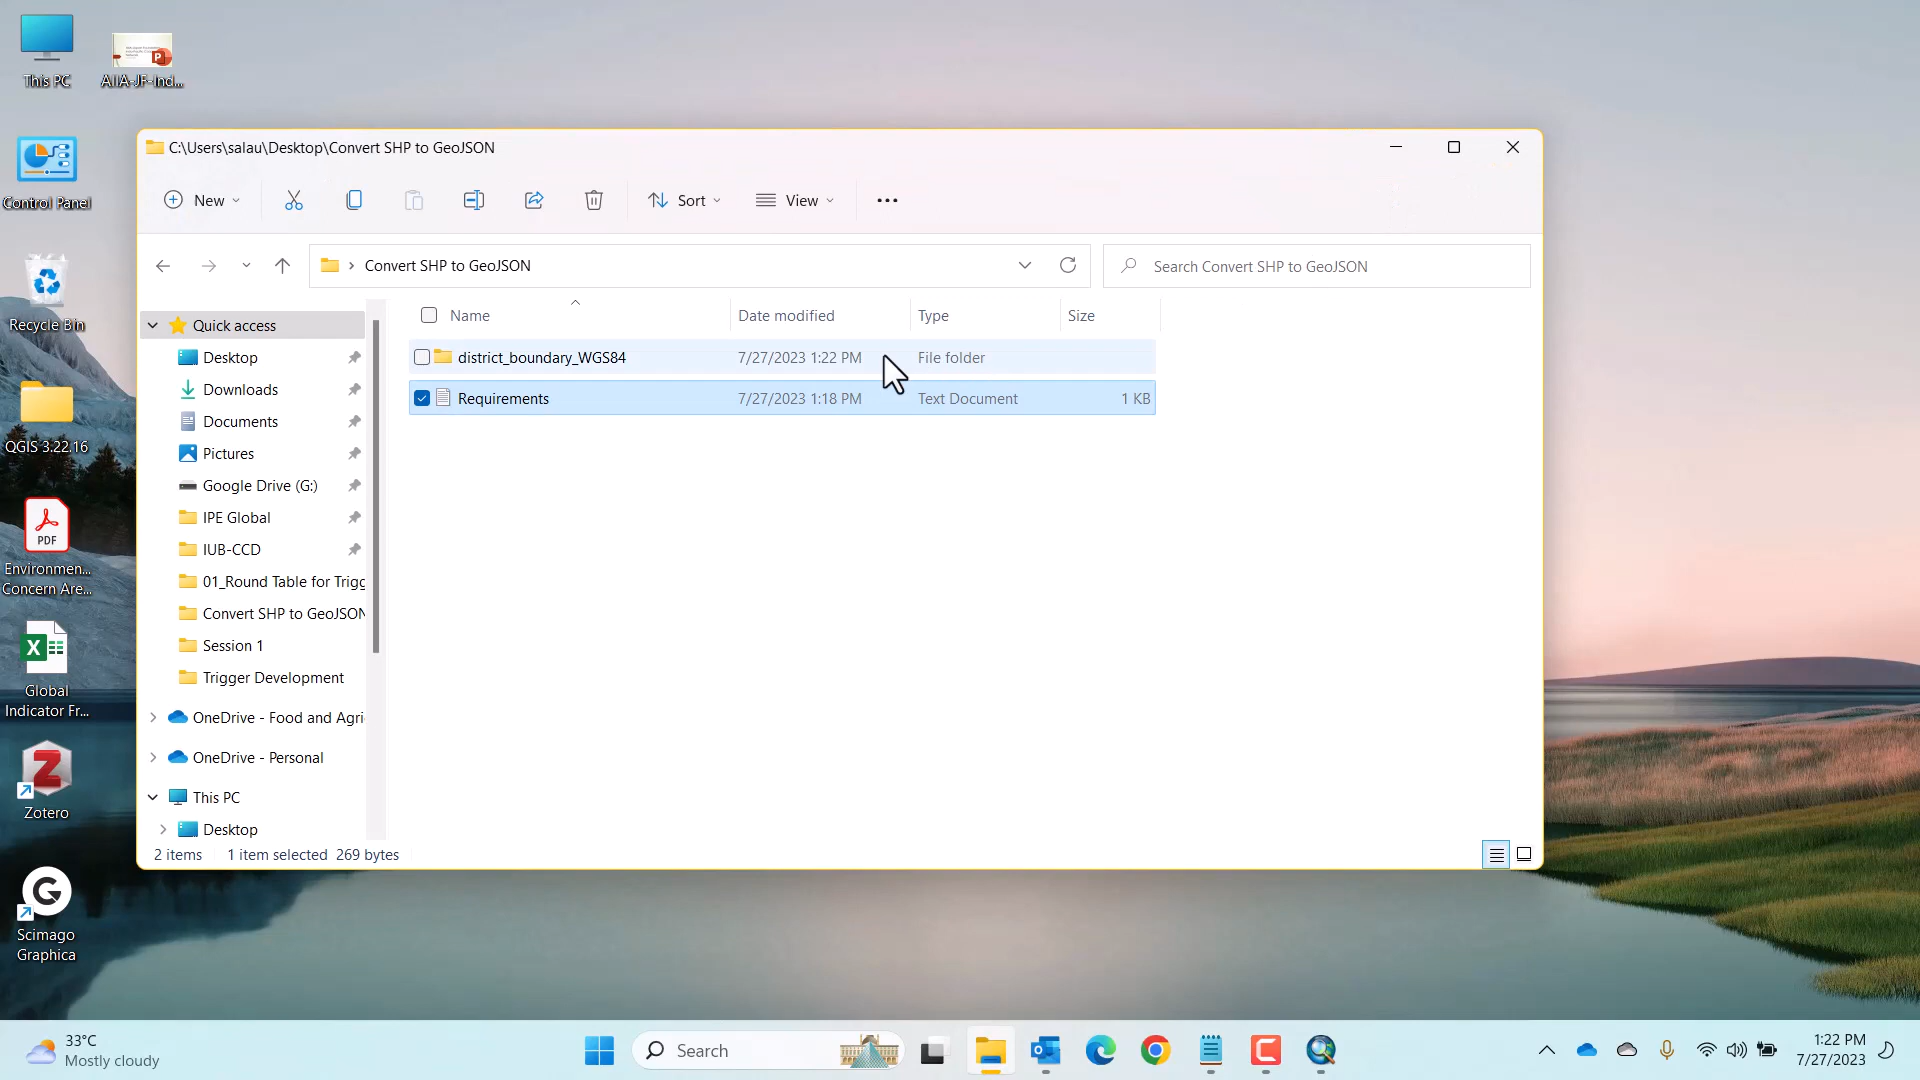 This PC
AIIA-JF-Ind...
Control Panel
Recycle Bin
QGIS 3.22.16
PDF
Environmen...
Concern Are...
Global
Indicator Fr...
Zotero
Scimago
Graphica
C:\Users\salau\Desktop\Convert SHP to GeoJSON
New
Sort
View
Convert SHP to GeoJSON
Search Convert SHP to GeoJSON
Quick access
Desktop
Downloads
Documents
Pictures
Google Drive (G:)
IPE Global
IUB-CCD
01_Round Table for Trigg
Convert SHP to GeoJSON
Session 1
Trigger Development
OneDrive - Food and Agri
OneDrive - Personal
This PC
Desktop
Name Date modified Type Size
district_boundary_WGS84 7/27/2023 1:22 PM File folder
Requirements 7/27/2023 1:18 PM Text Document 1 KB
2 items 1 item selected 269 bytes
33°C
Mostly cloudy
Search
1:22 PM
7/27/2023